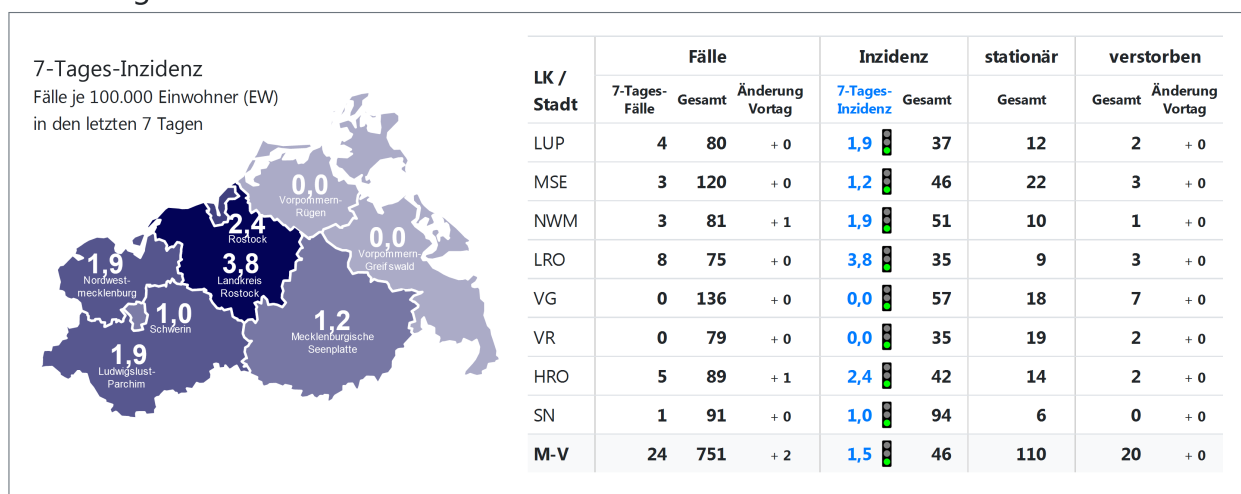 7-Tages-Inzidenz
Fälle je 100.000 Einwohner (EW)
in den letzten 7 Tagen
0,0
Vorpommern-
Rügen
2,4
Rostock
0,0
Vorpommern-
Greifswald
3,8
Landkreis
Rostock
1,9
Nordwest-
mecklenburg
1,0
Schwerin
1,2
Mecklenburgische
Seenplatte
1,9
Ludwigslust-
Parchim
LK / Stadt Fälle Inzidenz stationär verstorben
7-Tages-Fälle Gesamt Änderung Vortag 7-Tages-Inzidenz Gesamt Gesamt Gesamt Änderung Vortag
LUP 4 80 + 0 1,9 37 12 2 + 0
MSE 3 120 + 0 1,2 46 22 3 + 0
NWM 3 81 + 1 1,9 51 10 1 + 0
LRO 8 75 + 0 3,8 35 9 3 + 0
VG 0 136 + 0 0,0 57 18 7 + 0
VR 0 79 + 0 0,0 35 19 2 + 0
HRO 5 89 + 1 2,4 42 14 2 + 0
SN 1 91 + 0 1,0 94 6 0 + 0
M-V 24 751 + 2 1,5 46 110 20 + 0